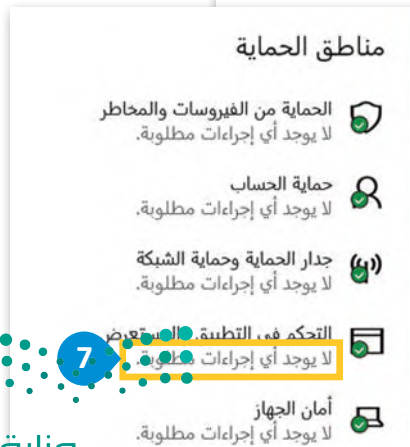 مناطق الحماية
الحماية من الفيروسات والمخاطر
لا يوجد أي إجراءات مطلوبة.
حماية الحساب
لا يوجد أي إجراءات مطلوبة.
جدار الحماية وحماية الشبكة
لا يوجد أي إجراءات مطلوبة.
التحكم في التطبيق والمستعرض
لا يوجد أي إجراءات مطلوبة.
7
أمان الجهاز
لا يوجد أي إجراءات مطلوبة.